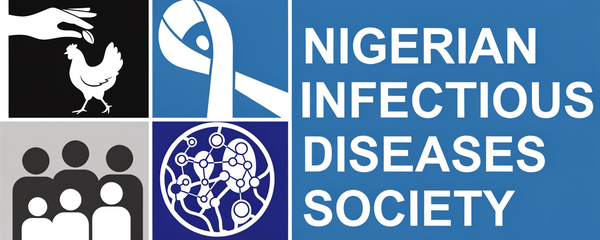 NIGERIAN
INFECTIOUS
DISEASES
SOCIETY